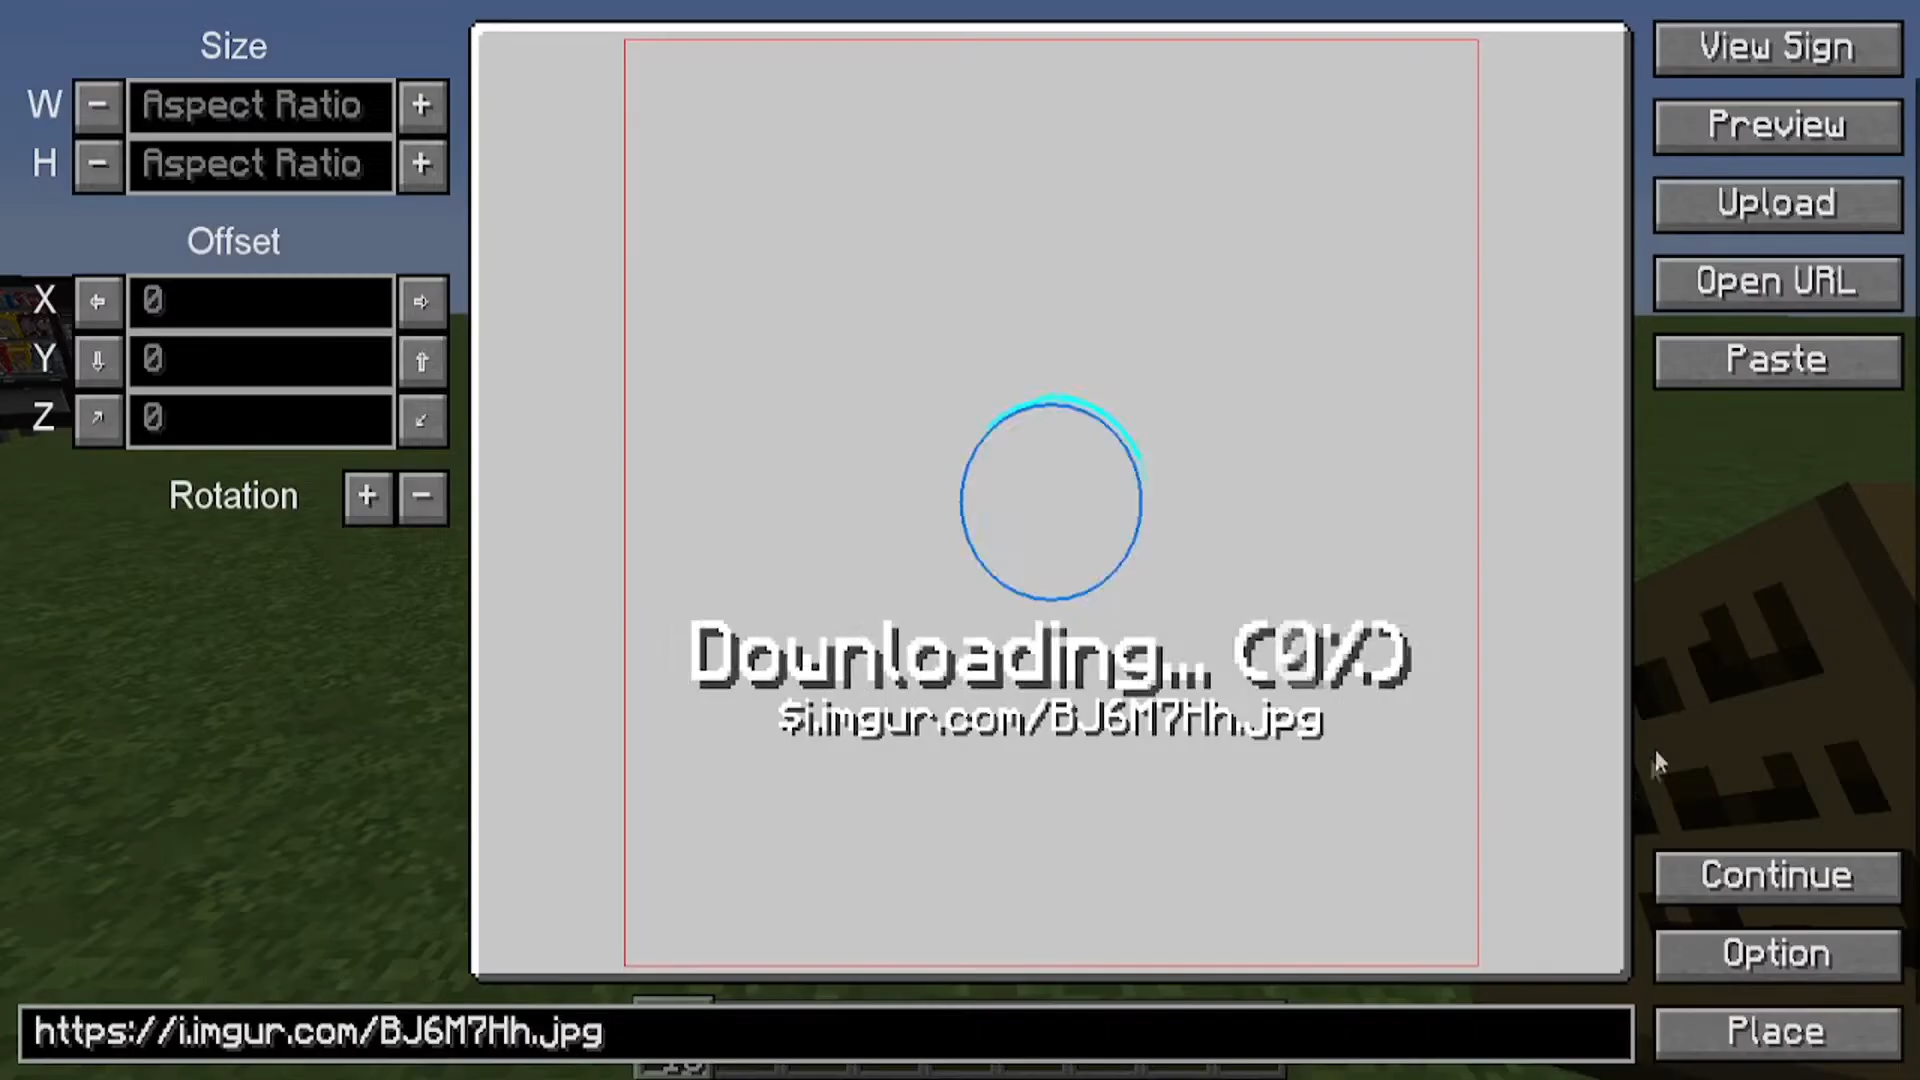 Size
W - Aspect Ratio +
H - Aspect Ratio +
Offset
X ⇦ 0 ⇨
Y ⇩ 0 ⇧
Z ↗ 0 ↙
Rotation + -
Downloading... (0%)
$i.imgur.com/BJ6M7Hh.jpg
View Sign
Preview
Upload
Open URL
Paste
Continue
Option
https://i.imgur.com/BJ6M7Hh.jpg
Place